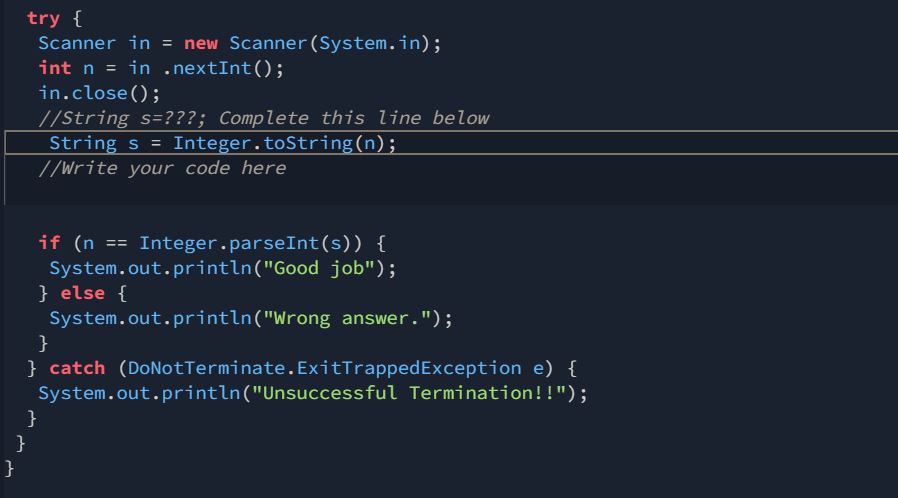 try {
Scanner in = new Scanner(System.in);
int n = in .nextInt();
in.close();
//String s=???; Complete this line below
String s = Integer.toString(n);
//Write your code here
if (n == Integer.parseInt(s)) {
System.out.println("Good job");
} else {
System.out.println("Wrong answer.");
}
} catch (DoNotTerminate.ExitTrappedException e) {
System.out.println("Unsuccessful Termination!!");
}
}
}